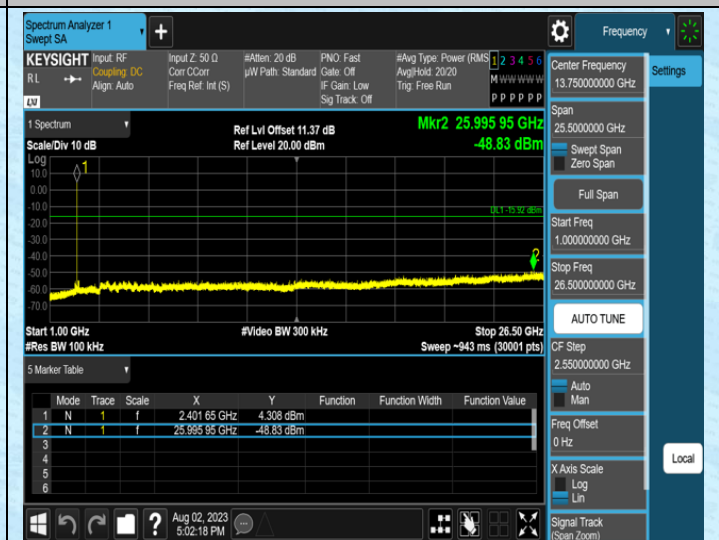 Spectrum Analyzer 1
Swept SA
+
Frequency
KEYSIGHT
R L
LXI
Input: RF
Coupling: DC
Align: Auto
Input Z: 50 Ω
Corr CCorr
Freq Ref: Int (S)
#Atten: 20 dB
µW Path: Standard
PNO: Fast
Gate: Off
IF Gain: Low
Sig Track: Off
#Avg Type: Power (RMS
Avg|Hold: 20/20
Trig: Free Run
1 2 3 4 5 6
M W W W W W
P P P P P P
1 Spectrum
Scale/Div 10 dB
Ref Lvl Offset 11.37 dB
Ref Level 20.00 dBm
Mkr2 25.995 95 GHz
-48.83 dBm
Log
10.0
0.00
-10.0
-20.0
-30.0
-40.0
-50.0
-60.0
-70.0
1
DL1 -15.92 dBm
2
Start 1.00 GHz
#Res BW 100 kHz
#Video BW 300 kHz
Stop 26.50 GHz
Sweep ~943 ms (30001 pts)
5 Marker Table
Mode Trace Scale X Y Function Function Width Function Value
1 N 1 f 2.401 65 GHz 4.308 dBm
2 N 1 f 25.995 95 GHz -48.83 dBm
3
4
5
6
Aug 02, 2023
5:02:18 PM
?
Center Frequency
13.750000000 GHz
Span
25.5000000 GHz
Swept Span
Zero Span
Full Span
Start Freq
1.000000000 GHz
Stop Freq
26.500000000 GHz
AUTO TUNE
CF Step
2.550000000 GHz
Auto
Man
Freq Offset
0 Hz
X Axis Scale
Log
Lin
Signal Track
(Span Zoom)
Settings
Local